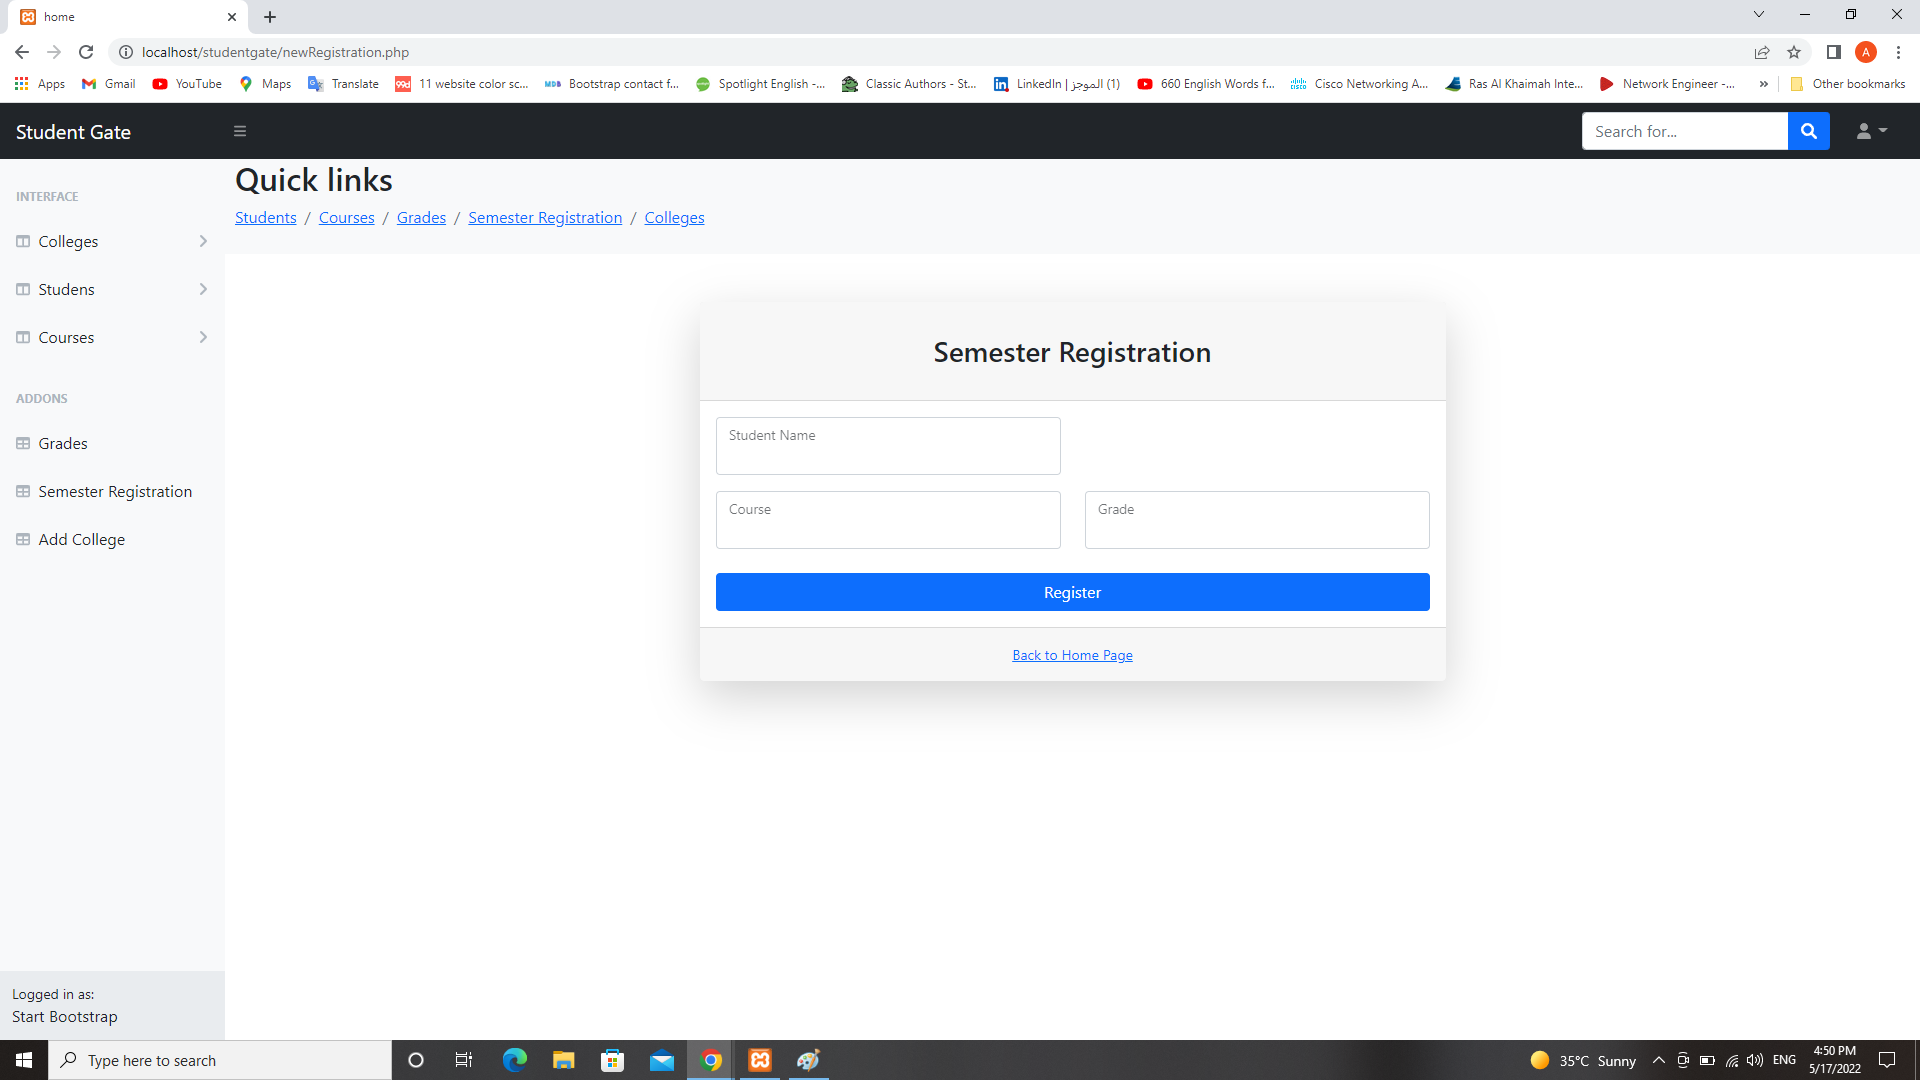 home
localhost/studentgate/newRegistration.php
Apps Gmail YouTube Maps Translate 11 website color sc... Bootstrap contact f... Spotlight English -... Classic Authors - St... LinkedIn | الموجز (1) 660 English Words f... Cisco Networking A... Ras Al Khaimah Inte... Network Engineer -... » Other bookmarks
Student Gate
Search for...
A
Quick links
Students / Courses / Grades / Semester Registration / Colleges
INTERFACE
Colleges
Studens
Courses
ADDONS
Grades
Semester Registration
Add College
Semester Registration
Student Name
Course
Grade
Register
Back to Home Page
Logged in as:
Start Bootstrap
Type here to search
35°C Sunny
ENG
4:50 PM
5/17/2022